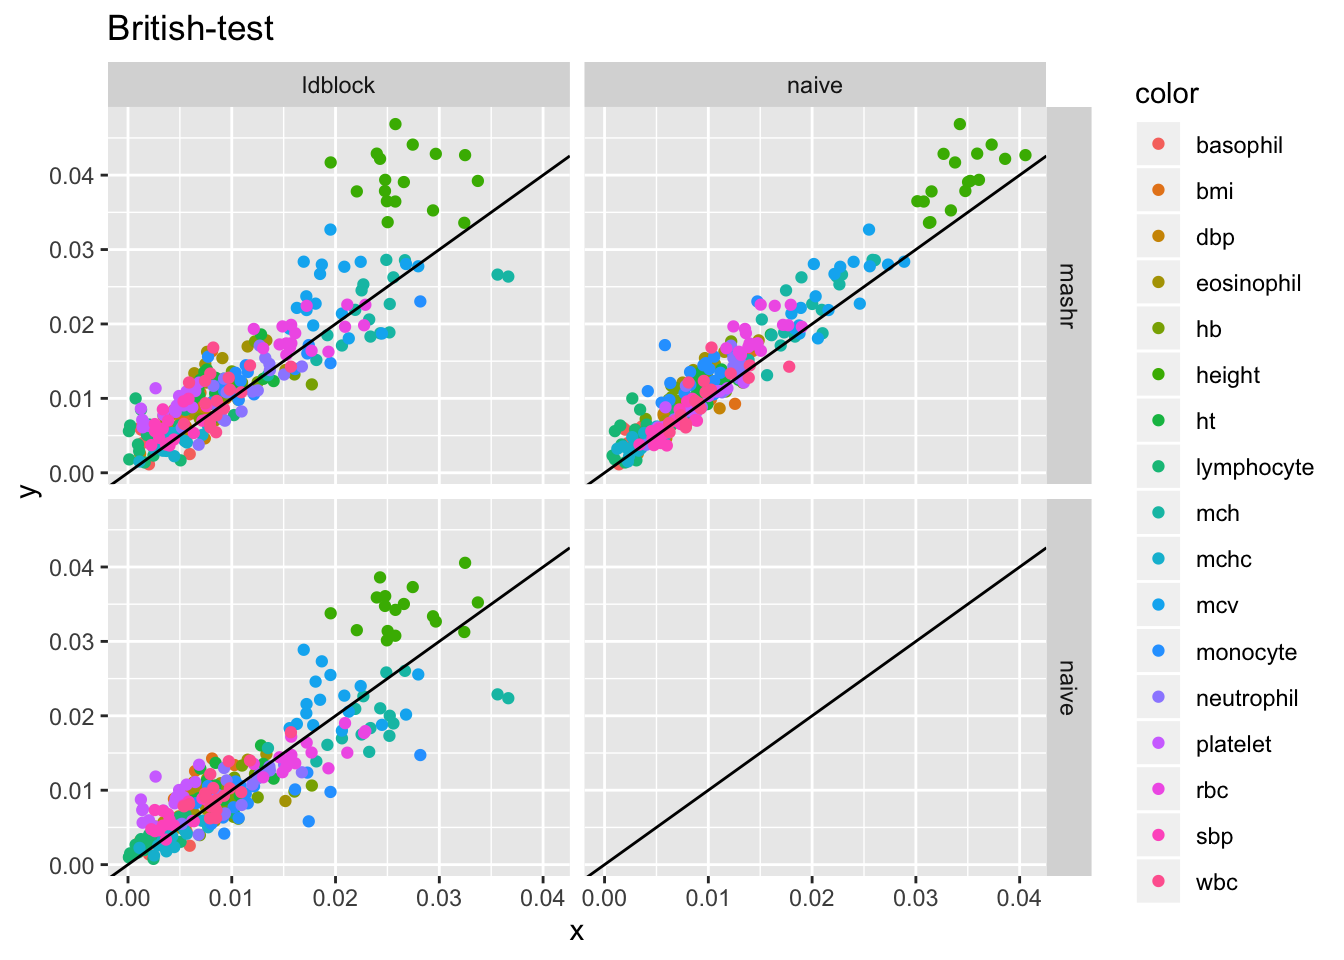 British-test
ldblock
naive
mashr
naive
0.04
0.03
0.02
0.01
0.00
0.04
0.03
0.02
0.01
0.00
y
0.00 0.01 0.02 0.03 0.04
0.00 0.01 0.02 0.03 0.04
x
color
basophil
bmi
dbp
eosinophil
hb
height
ht
lymphocyte
mch
mchc
mcv
monocyte
neutrophil
platelet
rbc
sbp
wbc